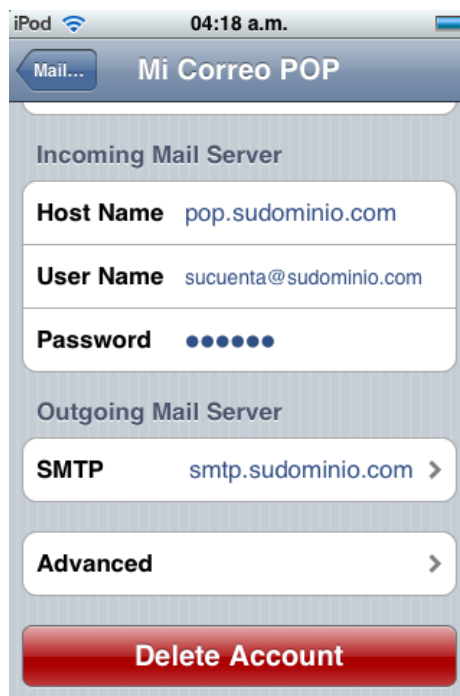 iPod 04:18 a.m.
Mail... Mi Correo POP
Incoming Mail Server
Host Name pop.sudominio.com
User Name sucuenta@sudominio.com
Password ●●●●●●
Outgoing Mail Server
SMTP smtp.sudominio.com
Advanced
Delete Account